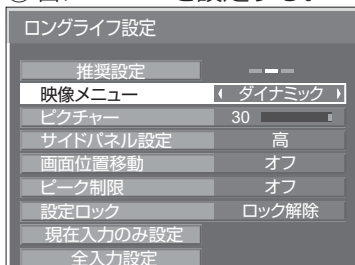 ロングライフ設定
推奨設定
映像メニュー ダイナミック
ピクチャー 30
サイドパネル設定 高
画面位置移動 オフ
ピーク制限 オフ
設定ロック ロック解除
現在入力のみ設定
全入力設定